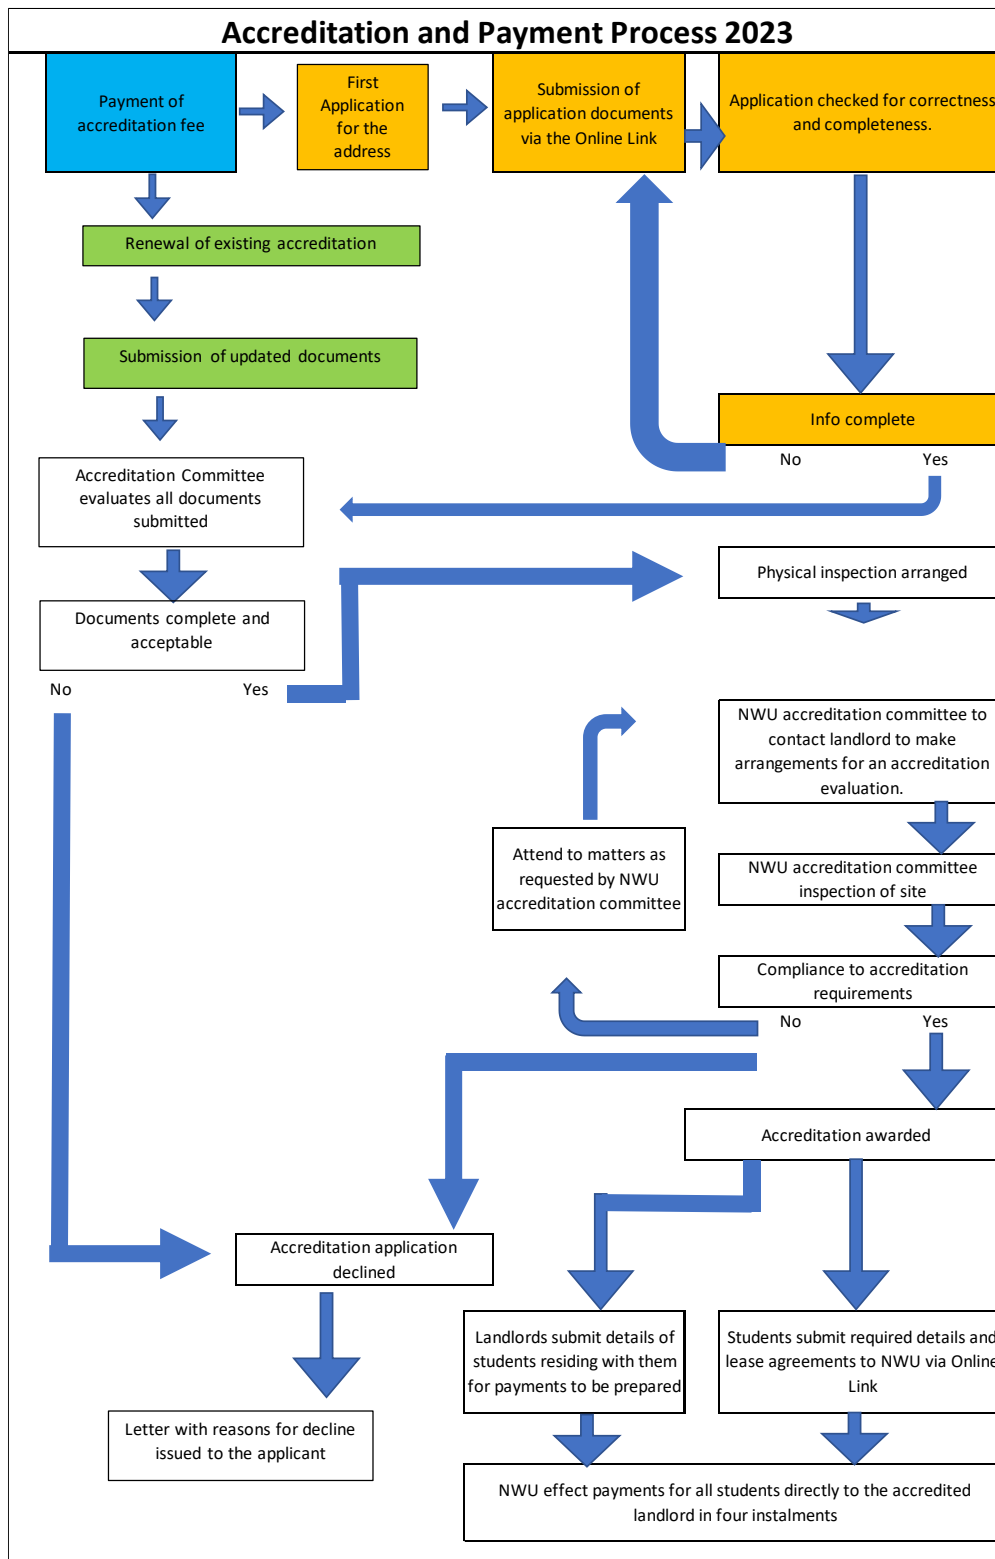 Accreditation and Payment Process 2023
Payment of
accreditation fee
First
Application
for the
address
Submission of
application documents
via the Online Link
Application checked for correctness
and completeness.
Renewal of existing accreditation
Submission of updated documents
Info complete
No
Yes
Accreditation Committee
evaluates all documents
submitted
Physical inspection arranged
Documents complete and
acceptable
No
Yes
NWU accreditation committee to
contact landlord to make
arrangements for an accreditation
evaluation.
Attend to matters as
requested by NWU
accreditation committee
NWU accreditation committee
inspection of site
Compliance to accreditation
requirements
No
Yes
Accreditation awarded
Accreditation application
declined
Landlords submit details of
students residing with them
for payments to be prepared
Students submit required details and
lease agreements to NWU via Online
Link
Letter with reasons for decline
issued to the applicant
NWU effect payments for all students directly to the accredited
landlord in four instalments